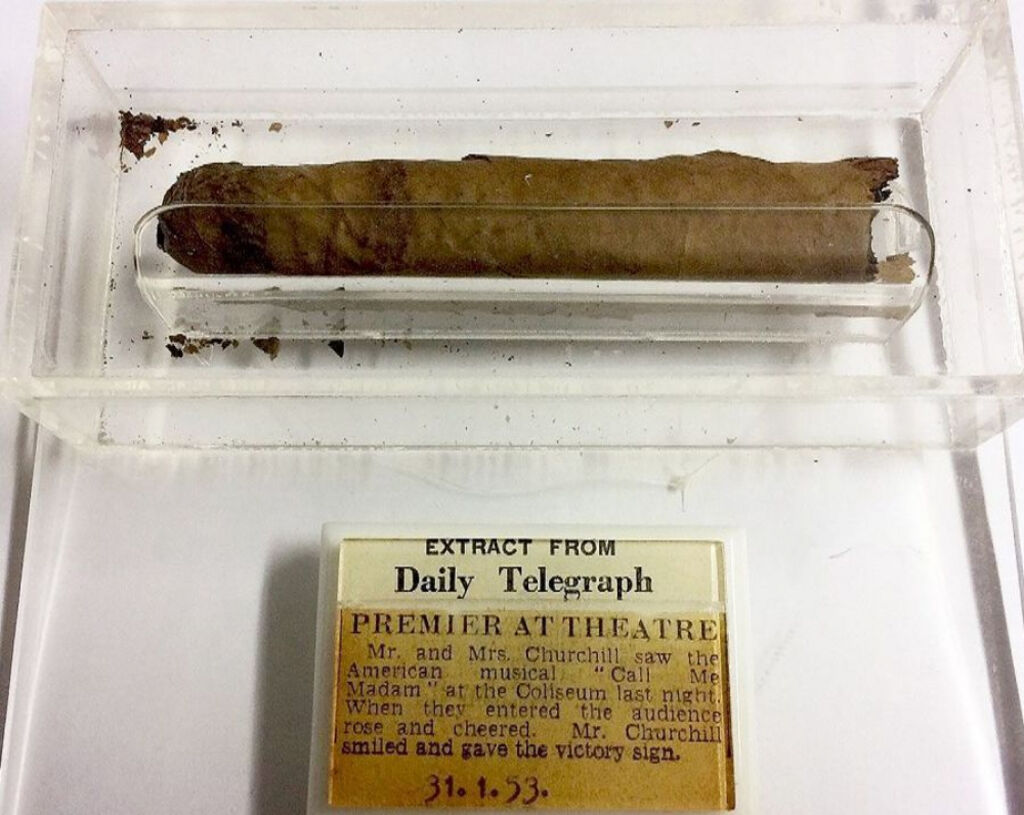 EXTRACT FROM
Daily Telegraph
PREMIER AT THEATRE
Mr. and Mrs. Churchill saw the
American musical "Call Me
Madam" at the Coliseum last night.
When they entered the audience
rose and cheered. Mr. Churchill
smiled and gave the victory sign.
31.1.53.